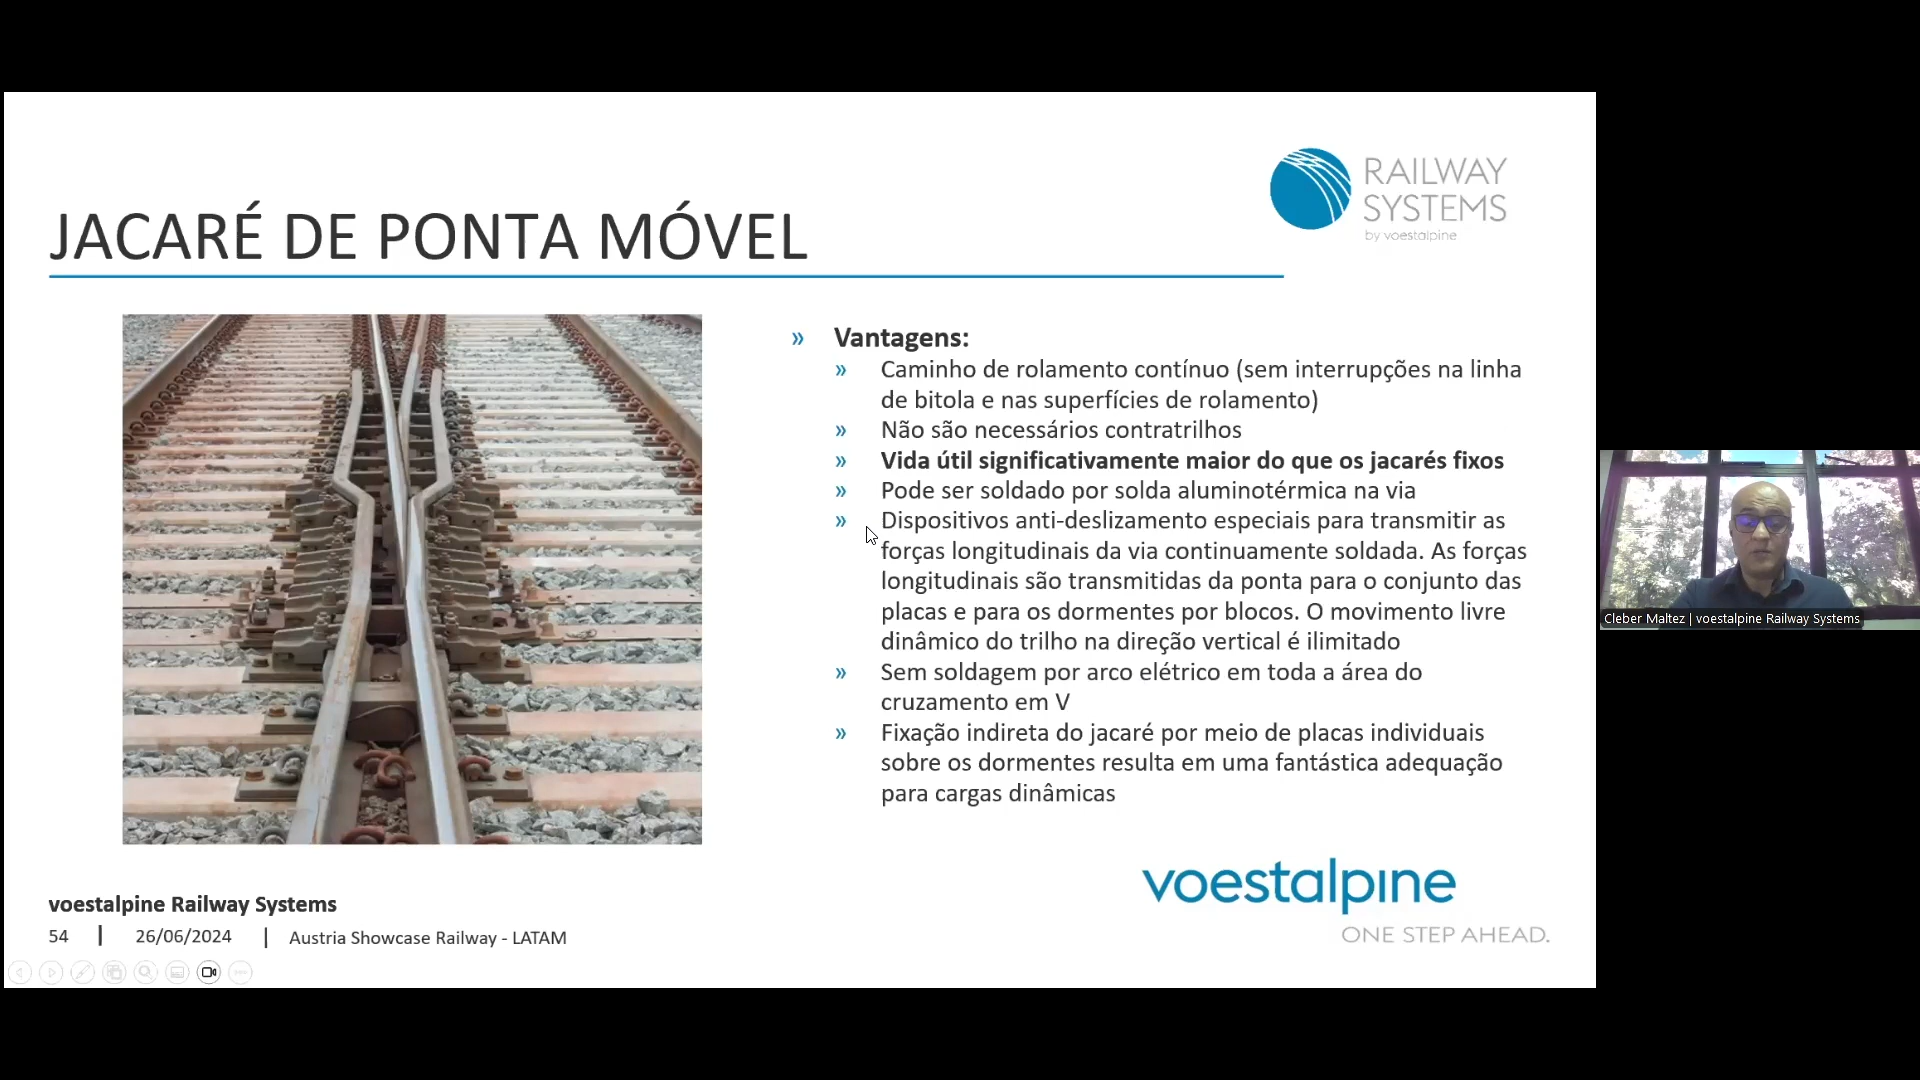 JACARÉ DE PONTA MÓVEL
RAILWAY
SYSTEMS
by voestalpine
» Vantagens:
» Caminho de rolamento contínuo (sem interrupções na linha
de bitola e nas superfícies de rolamento)
» Não são necessários contratrilhos
» Vida útil significativamente maior do que os jacarés fixos
» Pode ser soldado por solda aluminotérmica na via
» Dispositivos anti-deslizamento especiais para transmitir as
forças longitudinais da via continuamente soldada. As forças
longitudinais são transmitidas da ponta para o conjunto das
placas e para os dormentes por blocos. O movimento livre
dinâmico do trilho na direção vertical é ilimitado
» Sem soldagem por arco elétrico em toda a área do
cruzamento em V
» Fixação indireta do jacaré por meio de placas individuais
sobre os dormentes resulta em uma fantástica adequação
para cargas dinâmicas
voestalpine
ONE STEP AHEAD.
voestalpine Railway Systems
54 | 26/06/2024 | Austria Showcase Railway - LATAM
Cleber Maltez | voestalpine Railway Systems